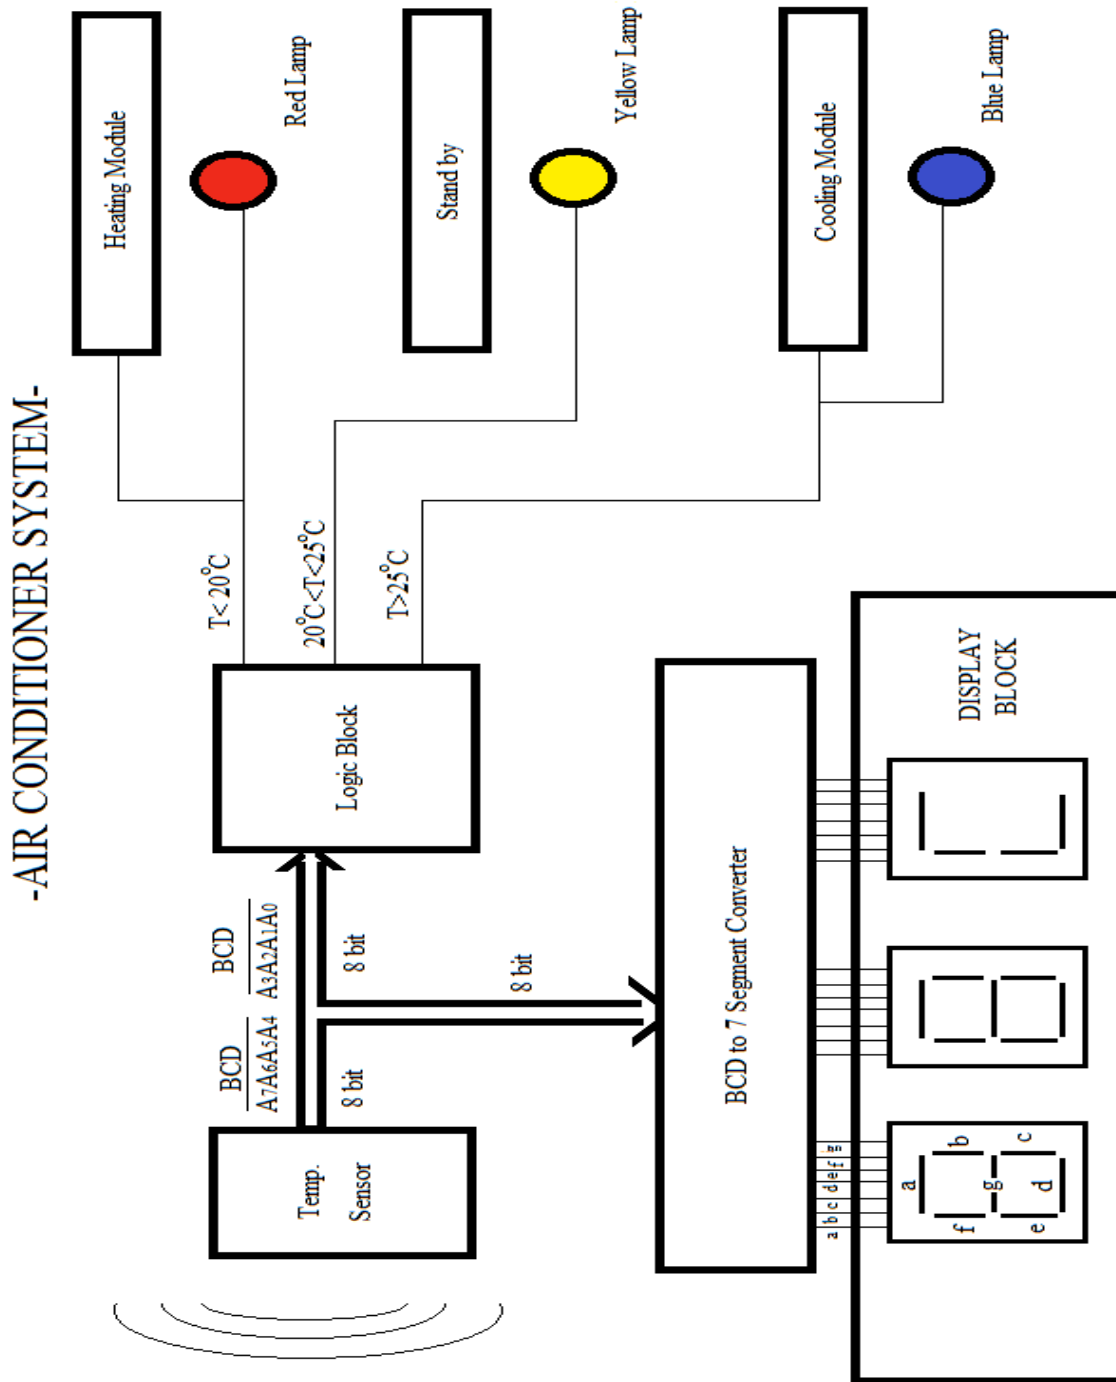 -AIR CONDITIONER SYSTEM-
Heating Module
Red Lamp
Stand by
Yellow Lamp
Cooling Module
Blue Lamp
T< 20°C
20°C<T<25°C
T>25°C
Logic Block
BCD BCD
A7A6A5A4 A3A2A1A0
8 bit 8 bit
8 bit
Temp.
Sensor
BCD to 7 Segment Converter
a b c d e f g
a
f b
g
e c
d
DISPLAY
BLOCK